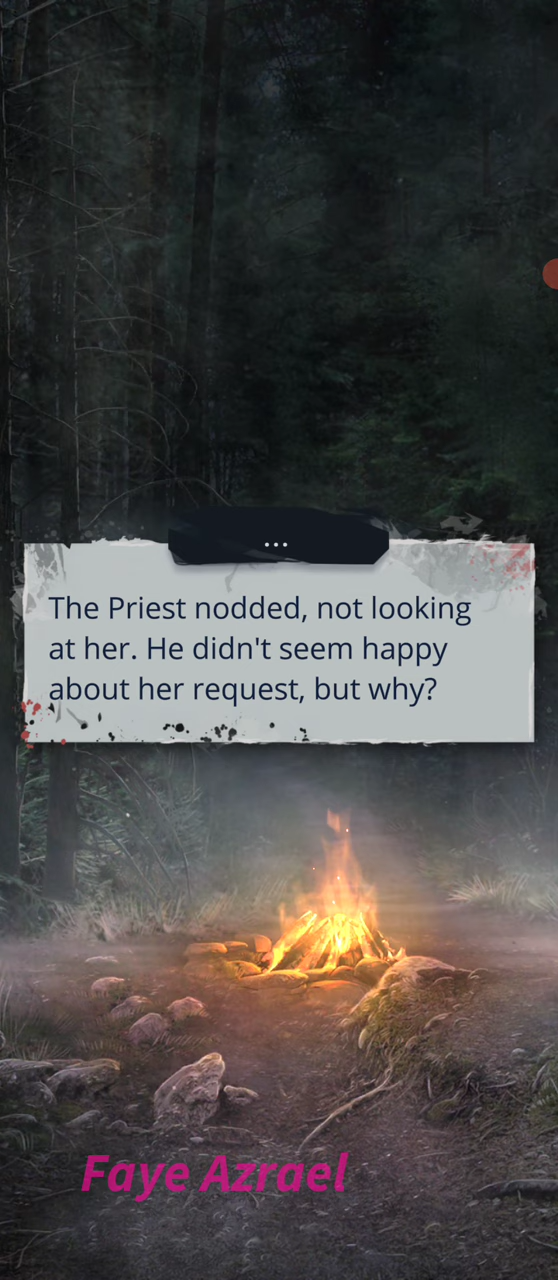 ...
The Priest nodded, not looking
at her. He didn't seem happy
about her request, but why?
Faye Azrael